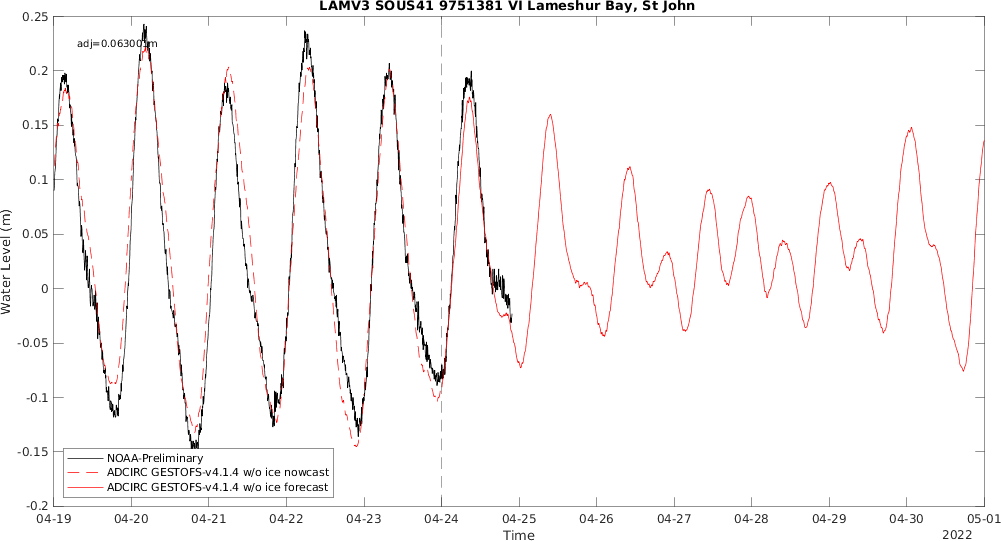 LAMV3 SOUS41 9751381 VI Lameshur Bay, St John
adj=0.06300 m
0.25
0.2
0.15
0.1
0.05
0
-0.05
-0.1
-0.15
-0.2
Water Level (m)
NOAA-Preliminary
ADCIRC GESTOFS-v4.1.4 w/o ice nowcast
ADCIRC GESTOFS-v4.1.4 w/o ice forecast
04-19 04-20 04-21 04-22 04-23 04-24 04-25 04-26 04-27 04-28 04-29 04-30 05-01
Time
2022